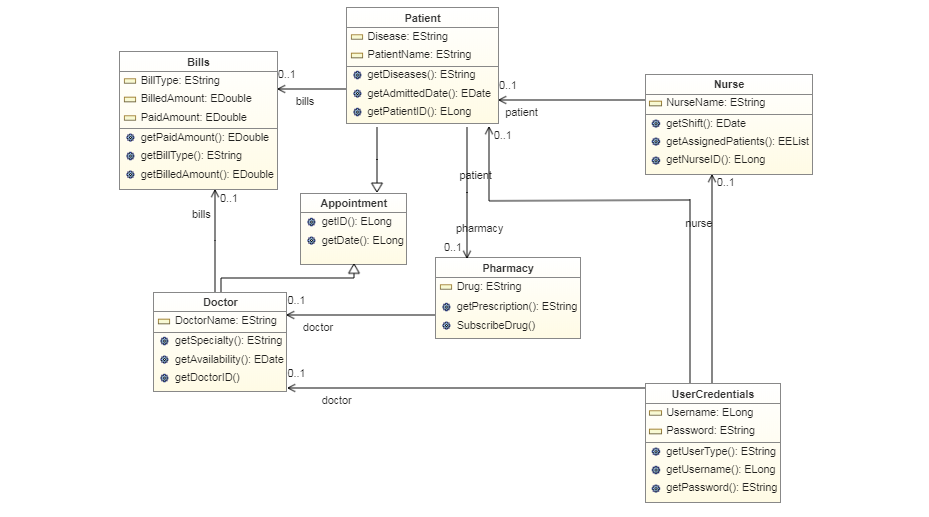 Patient
Disease: EString
PatientName: EString
getDiseases(): EString
getAdmittedDate(): EDate
getPatientID(): ELong
Bills
BillType: EString
BilledAmount: EDouble
PaidAmount: EDouble
getPaidAmount(): EDouble
getBillType(): EString
getBilledAmount(): EDouble
0..1
bills
Nurse
NurseName: EString
getShift(): EDate
getAssignedPatients(): EEList
getNurseID(): ELong
0..1
patient
0..1
patient
0..1
nurse
Appointment
getID(): ELong
getDate(): ELong
0..1
bills
pharmacy
0..1
Pharmacy
Drug: EString
getPrescription(): EString
SubscribeDrug()
Doctor
DoctorName: EString
getSpecialty(): EString
getAvailability(): EDate
getDoctorID()
0..1
doctor
0..1
doctor
UserCredentials
Username: ELong
Password: EString
getUserType(): EString
getUsername(): ELong
getPassword(): EString